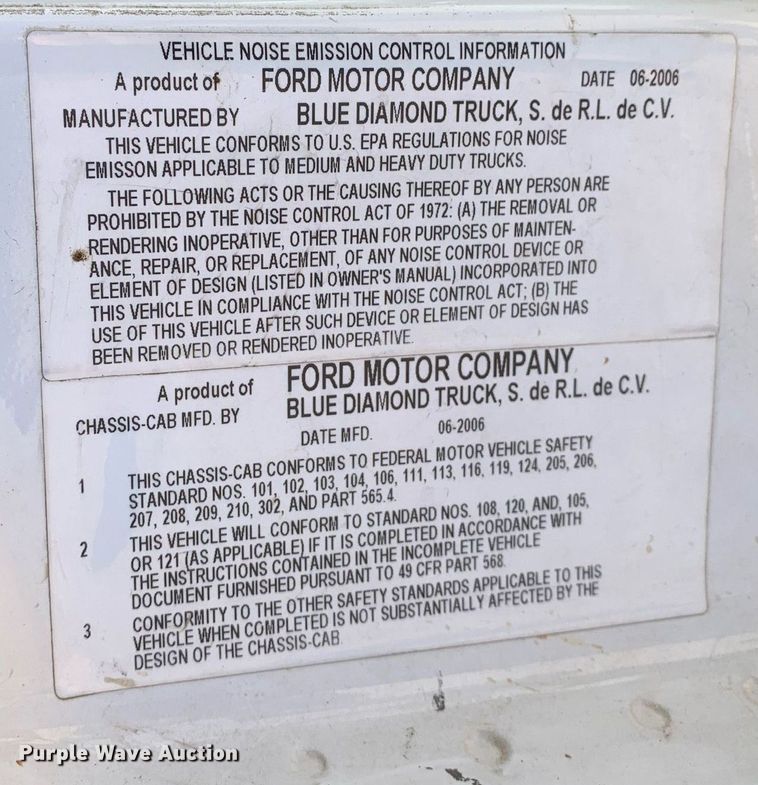 VEHICLE NOISE EMISSION CONTROL INFORMATION
A product of FORD MOTOR COMPANY DATE 06-2006
MANUFACTURED BY BLUE DIAMOND TRUCK, S. de R.L. de C.V.
THIS VEHICLE CONFORMS TO U.S. EPA REGULATIONS FOR NOISE
EMISSON APPLICABLE TO MEDIUM AND HEAVY DUTY TRUCKS.
THE FOLLOWING ACTS OR THE CAUSING THEREOF BY ANY PERSON ARE
PROHIBITED BY THE NOISE CONTROL ACT OF 1972: (A) THE REMOVAL OR
RENDERING INOPERATIVE, OTHER THAN FOR PURPOSES OF MAINTEN-
ANCE, REPAIR, OR REPLACEMENT, OF ANY NOISE CONTROL DEVICE OR
ELEMENT OF DESIGN (LISTED IN OWNER'S MANUAL) INCORPORATED INTO
THIS VEHICLE IN COMPLIANCE WITH THE NOISE CONTROL ACT; (B) THE
USE OF THIS VEHICLE AFTER SUCH DEVICE OR ELEMENT OF DESIGN HAS
BEEN REMOVED OR RENDERED INOPERATIVE.
A product of FORD MOTOR COMPANY
CHASSIS-CAB MFD. BY BLUE DIAMOND TRUCK, S. de R.L. de C.V.
DATE MFD. 06-2006
1 THIS CHASSIS-CAB CONFORMS TO FEDERAL MOTOR VEHICLE SAFETY
STANDARD NOS. 101, 102, 103, 104, 106, 111, 113, 116, 119, 124, 205, 206,
207, 208, 209, 210, 302, AND PART 565.4.
2 THIS VEHICLE WILL CONFORM TO STANDARD NOS. 108, 120, AND, 105,
OR 121 (AS APPLICABLE) IF IT IS COMPLETED IN ACCORDANCE WITH
THE INSTRUCTIONS CONTAINED IN THE INCOMPLETE VEHICLE
DOCUMENT FURNISHED PURSUANT TO 49 CFR PART 568.
3 CONFORMITY TO THE OTHER SAFETY STANDARDS APPLICABLE TO THIS
VEHICLE WHEN COMPLETED IS NOT SUBSTANTIALLY AFFECTED BY THE
DESIGN OF THE CHASSIS-CAB.
Purple Wave Auction